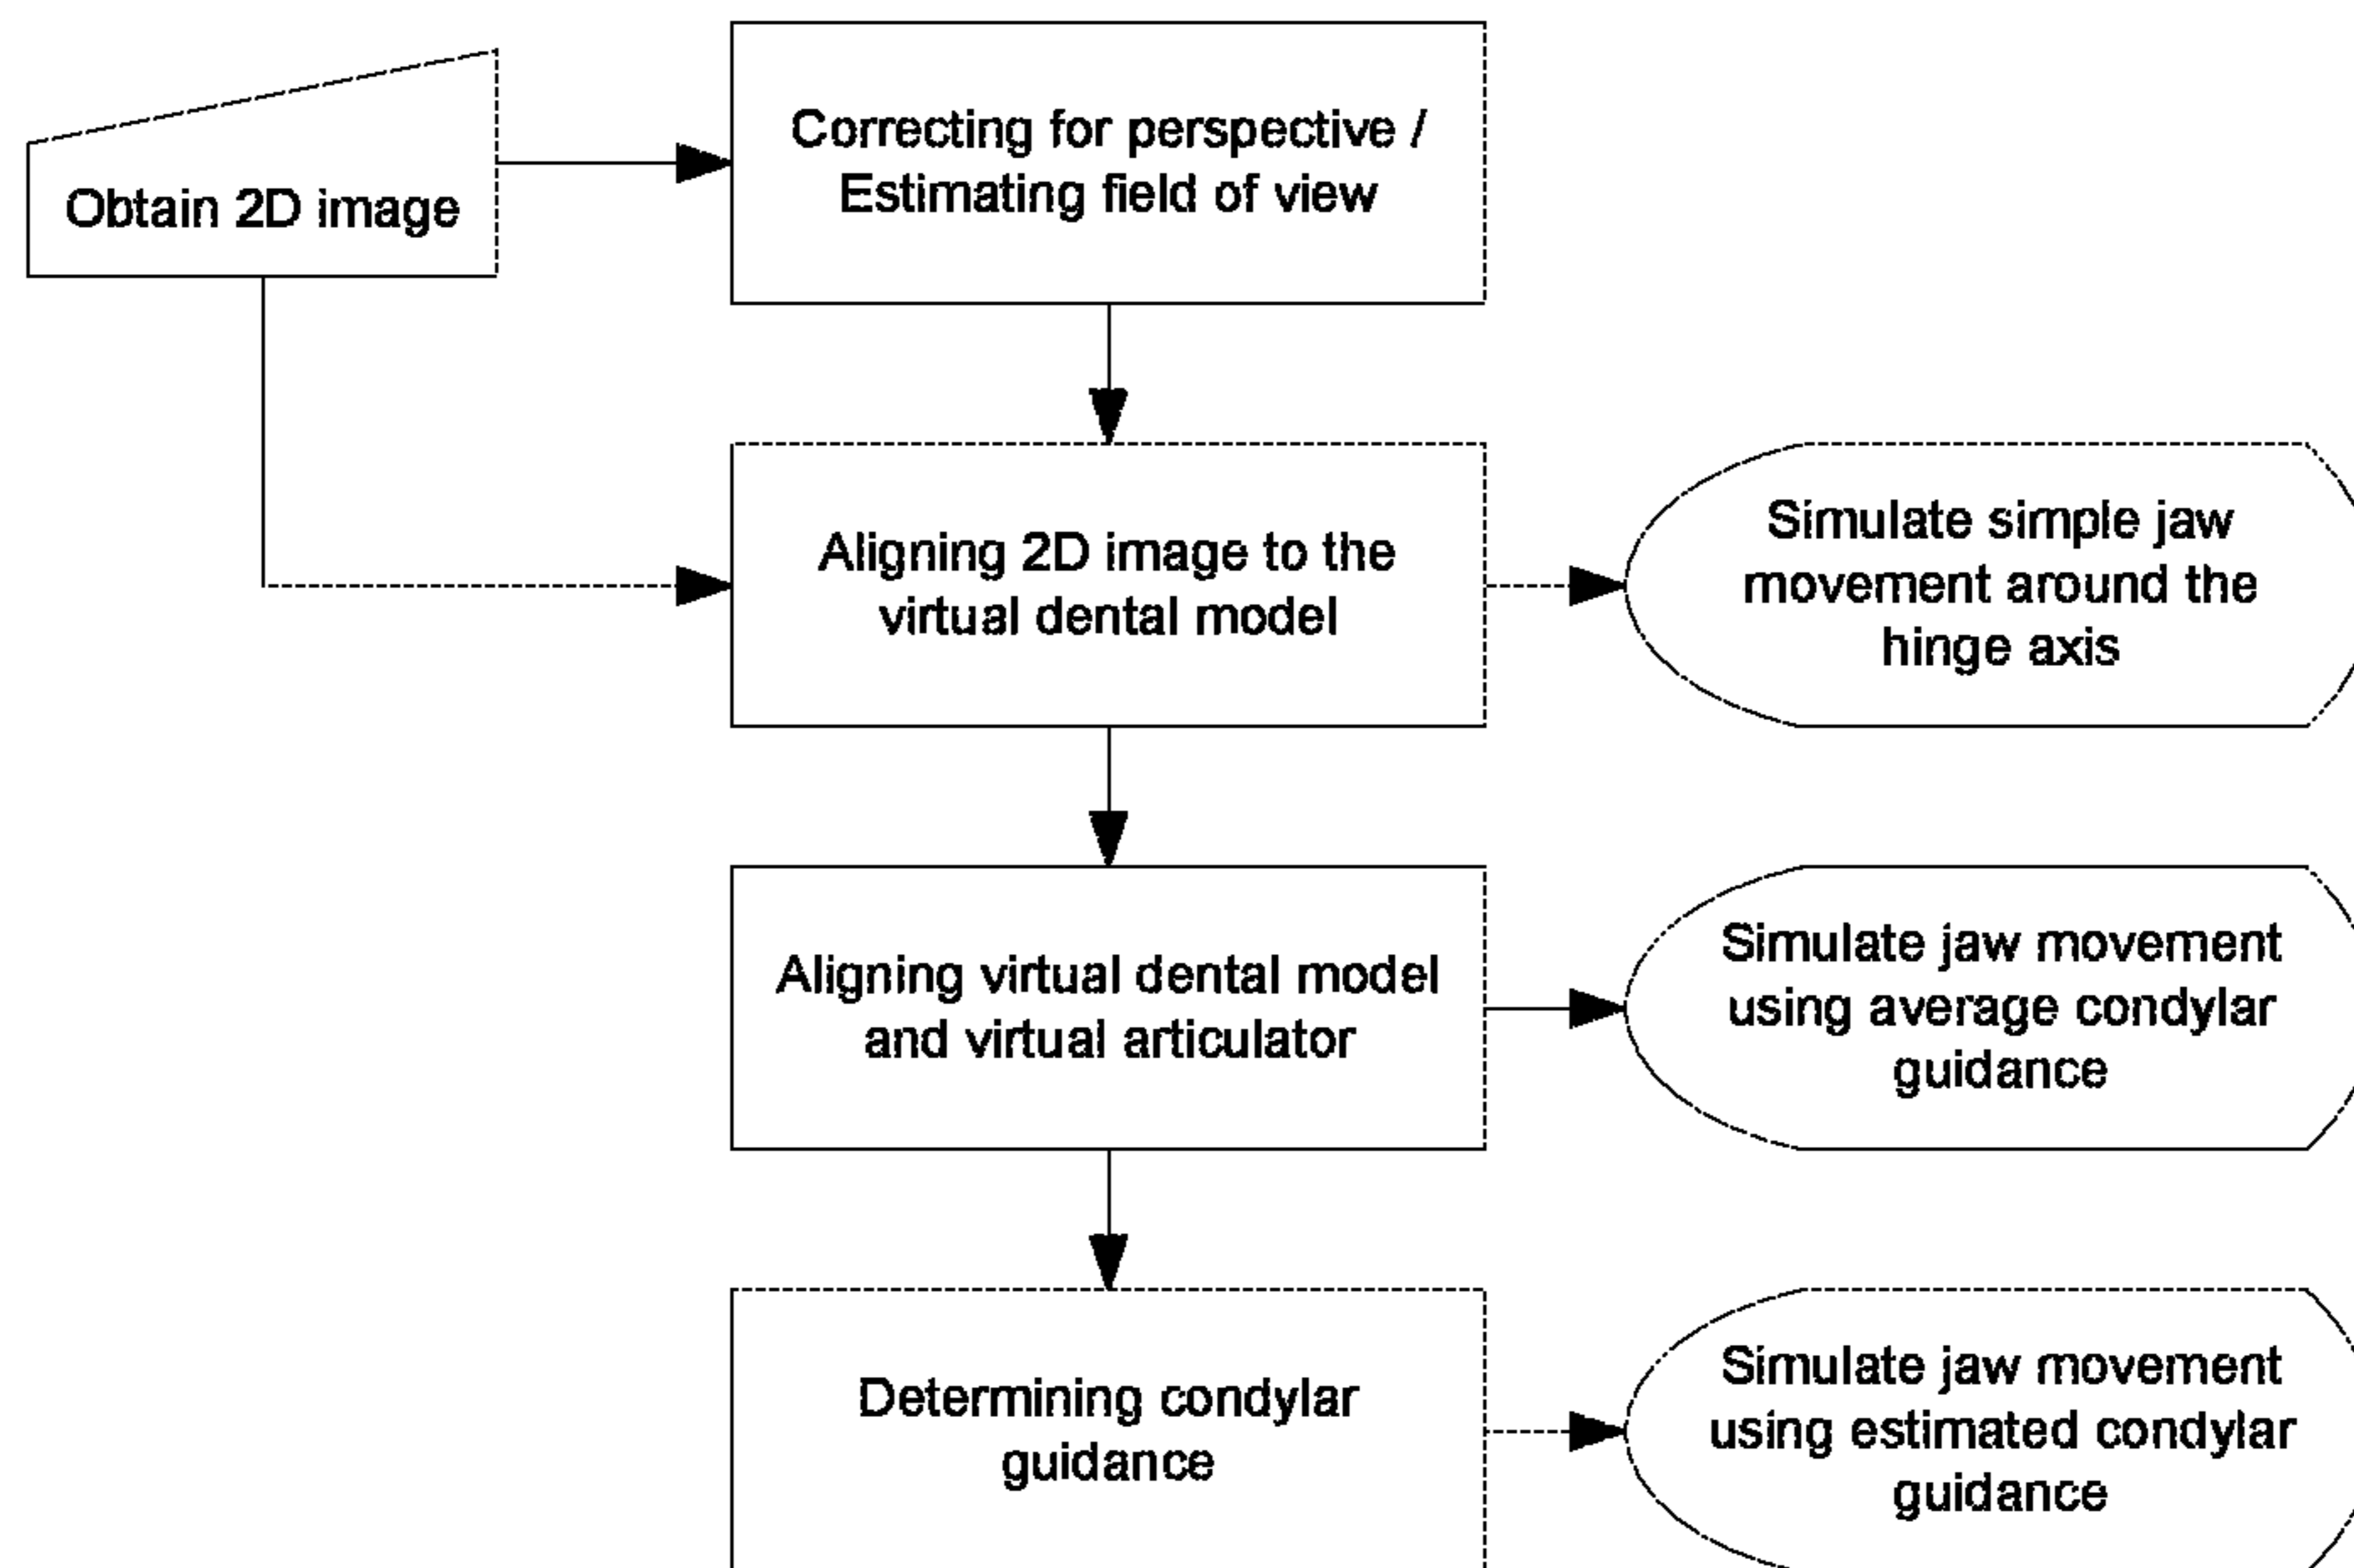 Obtain 2D image
Correcting for perspective /
Estimating field of view
Aligning 2D image to the
virtual dental model
Simulate simple jaw
movement around the
hinge axis
Aligning virtual dental model
and virtual articulator
Simulate jaw movement
using average condylar
guidance
Determining condylar
guidance
Simulate jaw movement
using estimated condylar
guidance